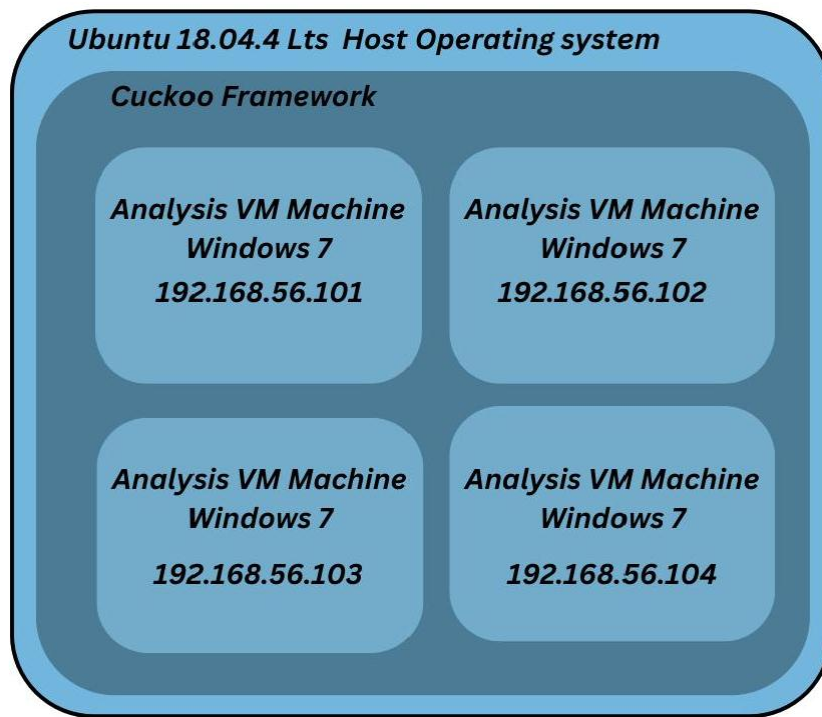 Ubuntu 18.04.4 Lts Host Operating system
Cuckoo Framework
Analysis VM Machine
Windows 7
192.168.56.101
Analysis VM Machine
Windows 7
192.168.56.102
Analysis VM Machine
Windows 7
192.168.56.103
Analysis VM Machine
Windows 7
192.168.56.104